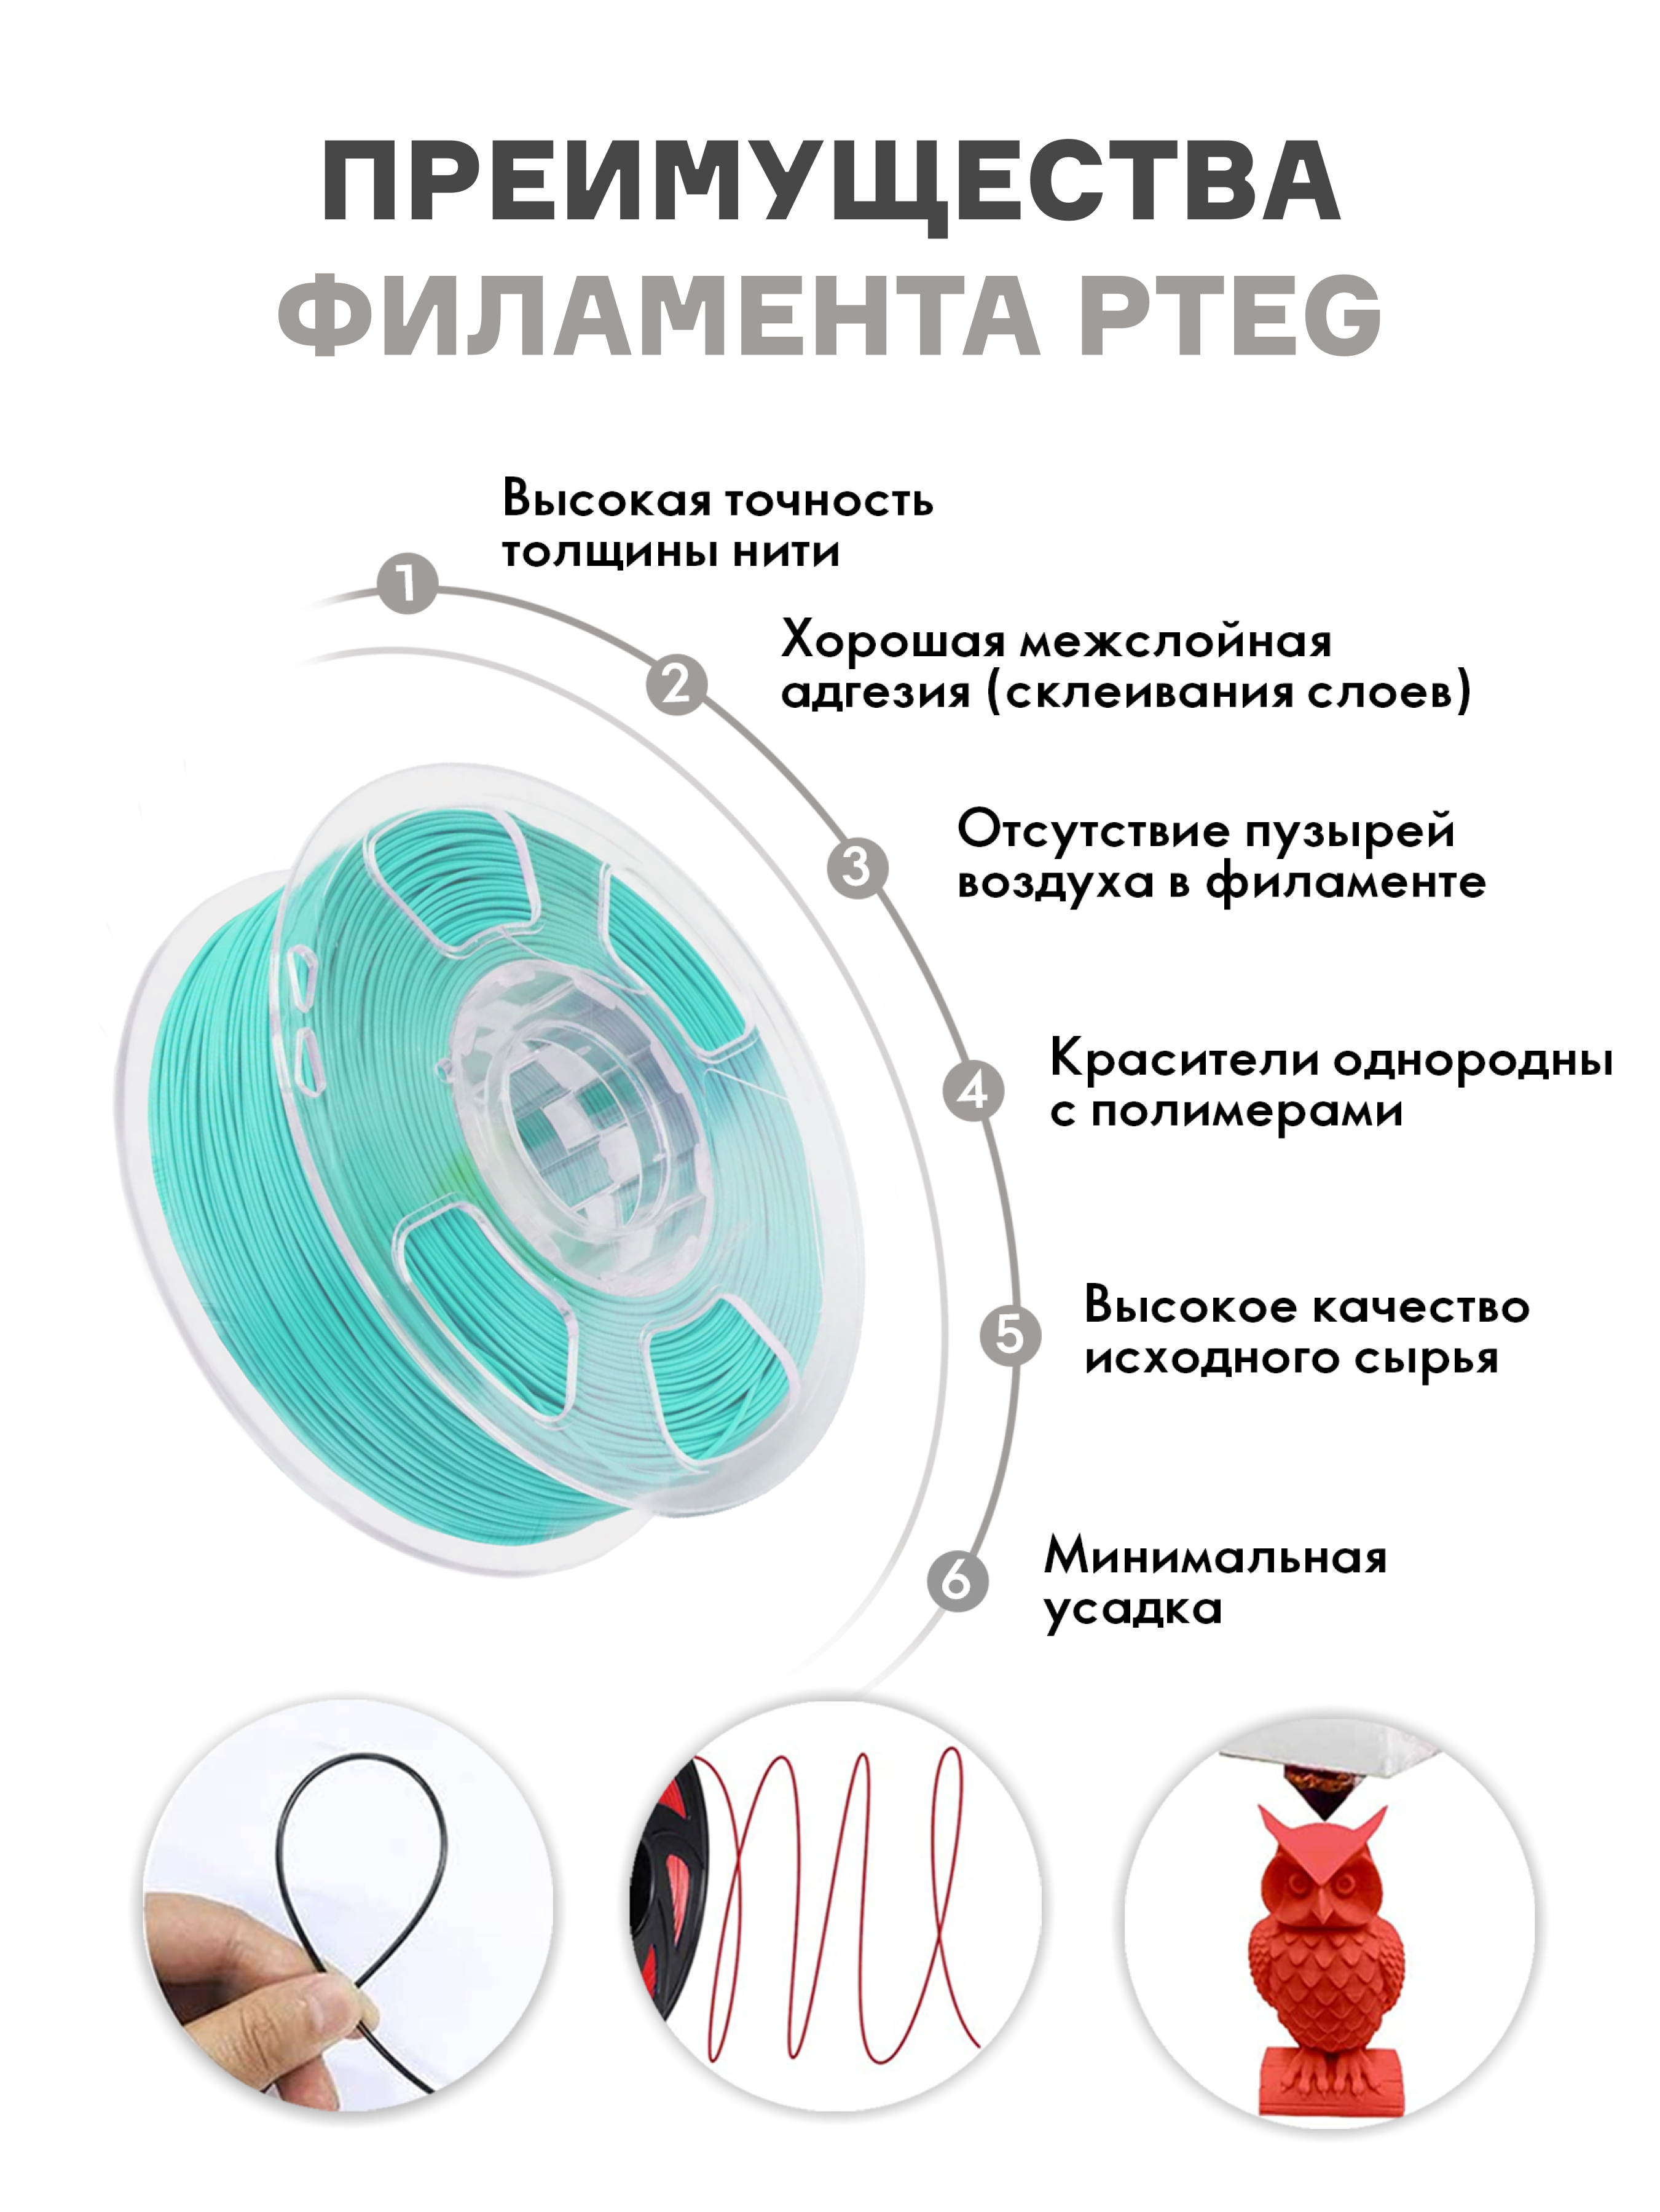 ПРЕИМУЩЕСТВА
ФИЛАМЕНТА PTEG
1
Высокая точность
толщины нити
2
Хорошая межслойная
адгезия (склеивания слоев)
3
Отсутствие пузырей
воздуха в филаменте
4
Красители однородны
с полимерами
5
Высокое качество
исходного сырья
6
Минимальная
усадка